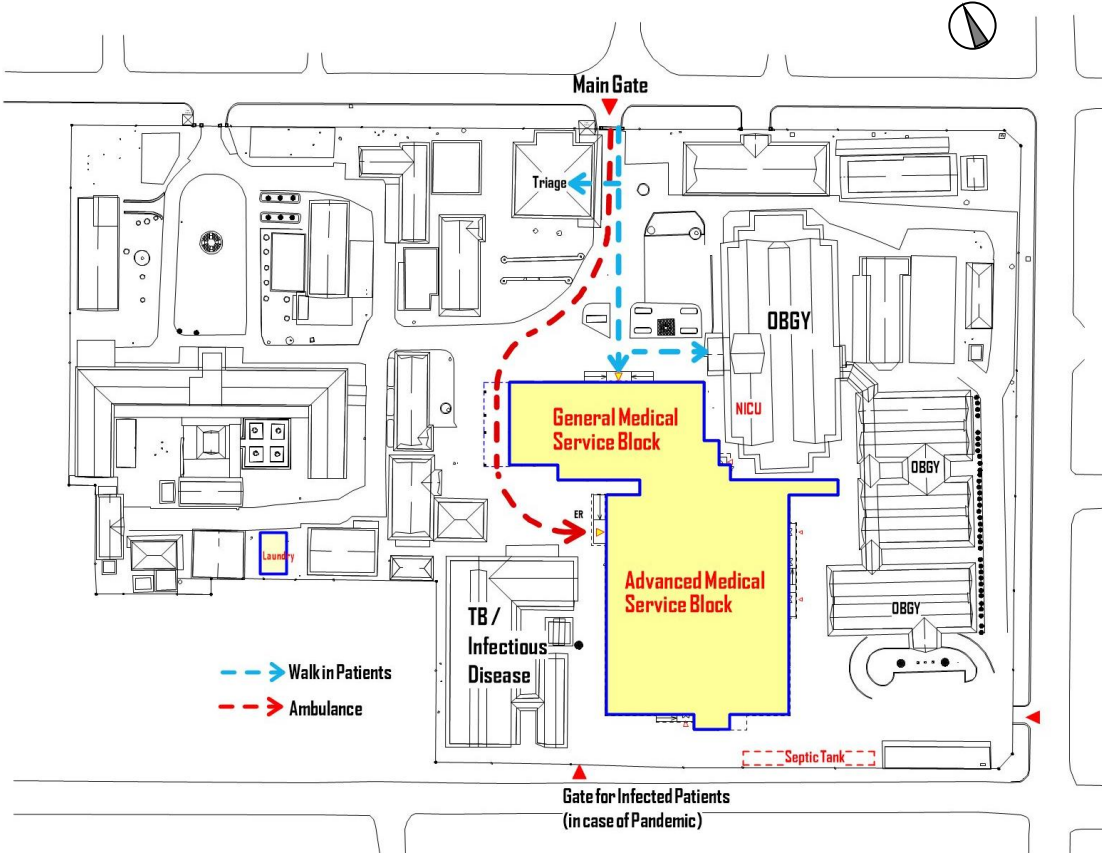 Main Gate
Triage
OBGY
General Medical
Service Block
NICU
OBGY
ER
Laundry
Advanced Medical
Service Block
OBGY
TB /
Infectious
Disease
Walk in Patients
Ambulance
Septic Tank
Gate for Infected Patients
(in case of Pandemic)